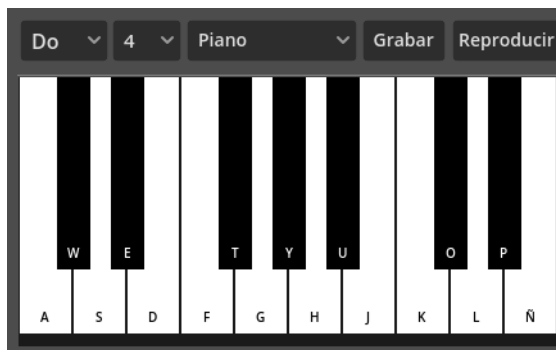 Do 4 Piano Grabar Reproducir
W E T Y U O P
A S D F G H J K L Ñ